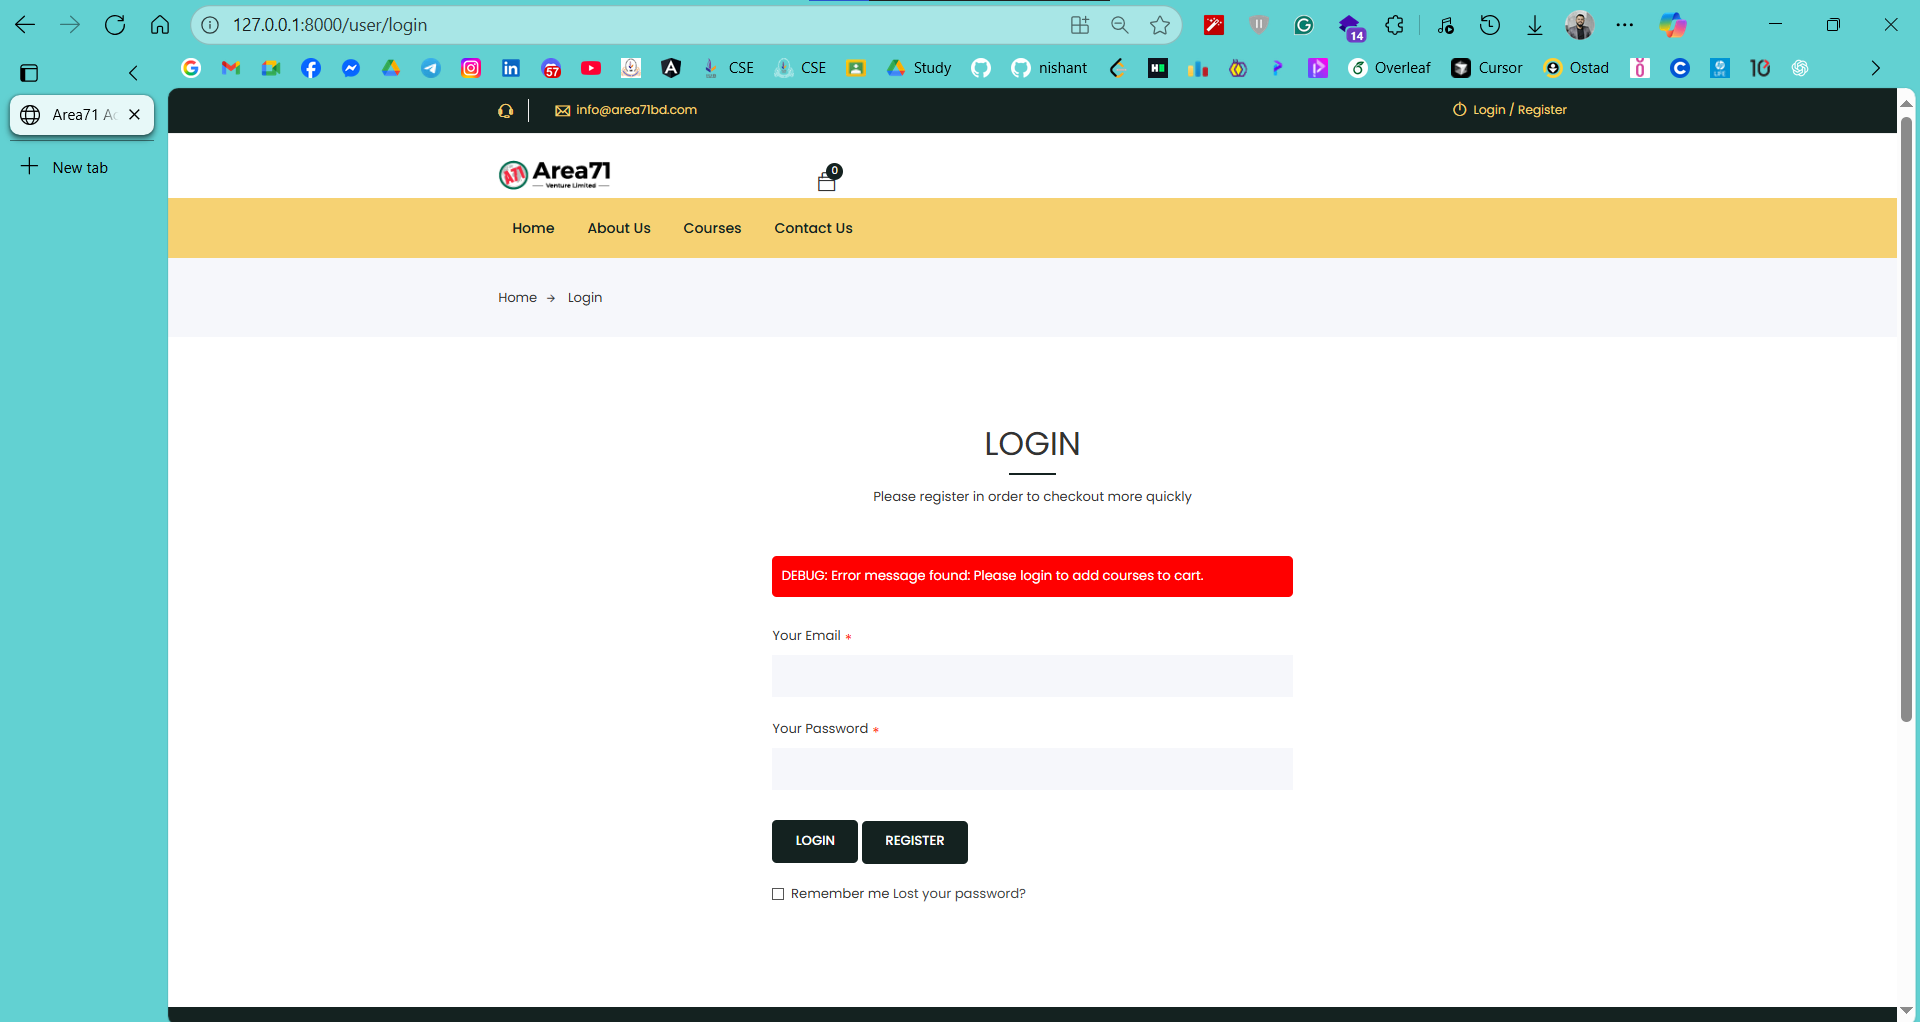 127.0.0.1:8000/user/login
14
57
CSE
CSE
Study
nishant
Overleaf
Cursor
Ostad
Area71 Ac
New tab
info@area71bd.com
Login / Register
A71 Area71
Venture Limited
0
Home
About Us
Courses
Contact Us
Home → Login
LOGIN
Please register in order to checkout more quickly
DEBUG: Error message found: Please login to add courses to cart.
Your Email *
Your Password *
LOGIN
REGISTER
Remember me Lost your password?